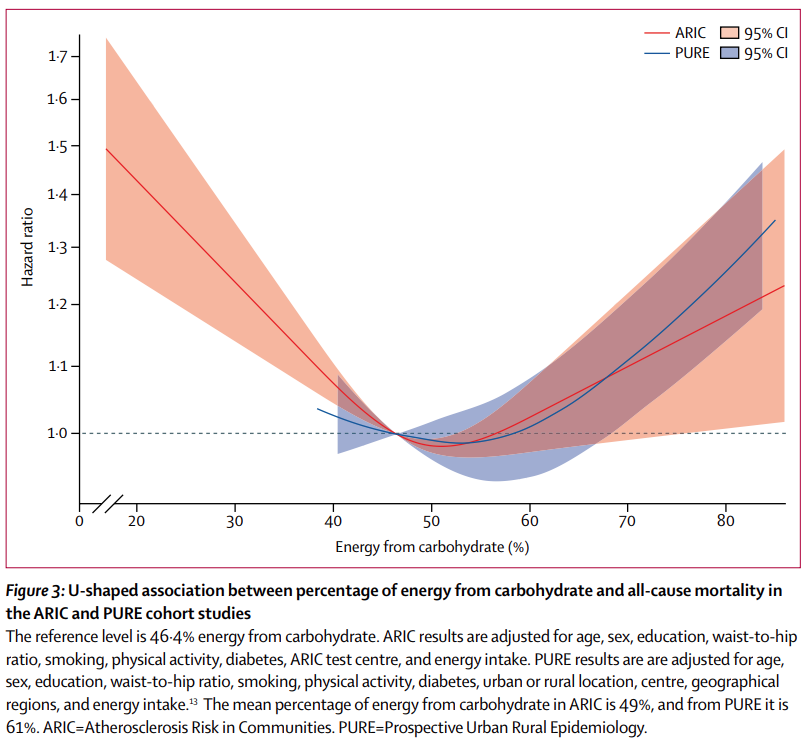 ARIC 95% CI
PURE 95% CI
1·7
1·6
1·5
1·4
1·3
1·2
1·1
1·0
Hazard ratio
0 20 30 40 50 60 70 80
Energy from carbohydrate (%)
Figure 3: U-shaped association between percentage of energy from carbohydrate and all-cause mortality in
the ARIC and PURE cohort studies
The reference level is 46·4% energy from carbohydrate. ARIC results are adjusted for age, sex, education, waist-to-hip
ratio, smoking, physical activity, diabetes, ARIC test centre, and energy intake. PURE results are are adjusted for age,
sex, education, waist-to-hip ratio, smoking, physical activity, diabetes, urban or rural location, centre, geographical
regions, and energy intake.¹³ The mean percentage of energy from carbohydrate in ARIC is 49%, and from PURE it is
61%. ARIC=Atherosclerosis Risk in Communities. PURE=Prospective Urban Rural Epidemiology.